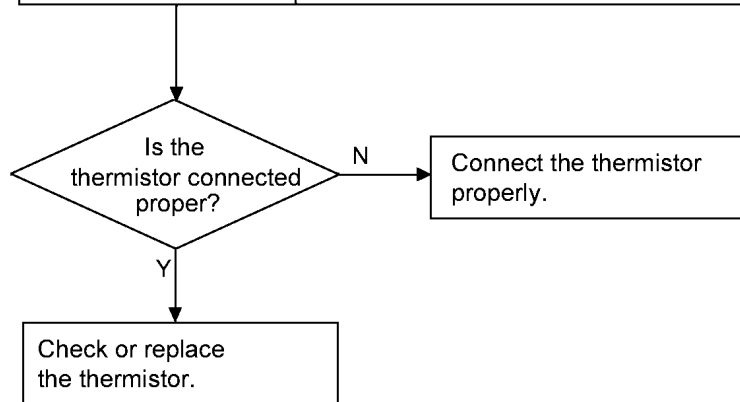 Is the
thermistor connected
proper?
N
Connect the thermistor
properly.
Y
Check or replace
the thermistor.